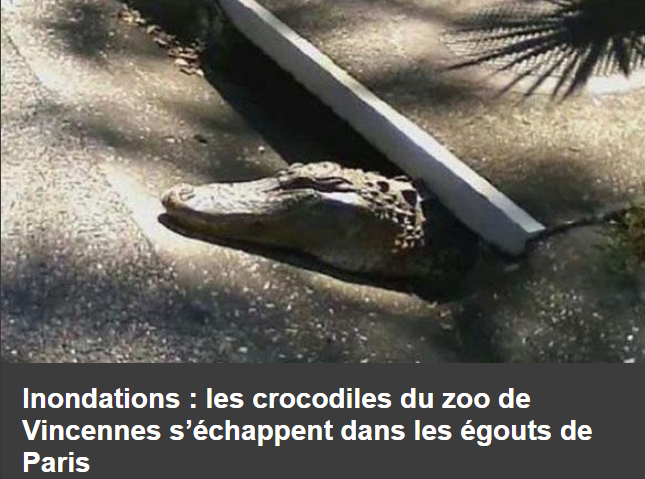 Inondations : les crocodiles du zoo de
Vincennes s’échappent dans les égouts de
Paris